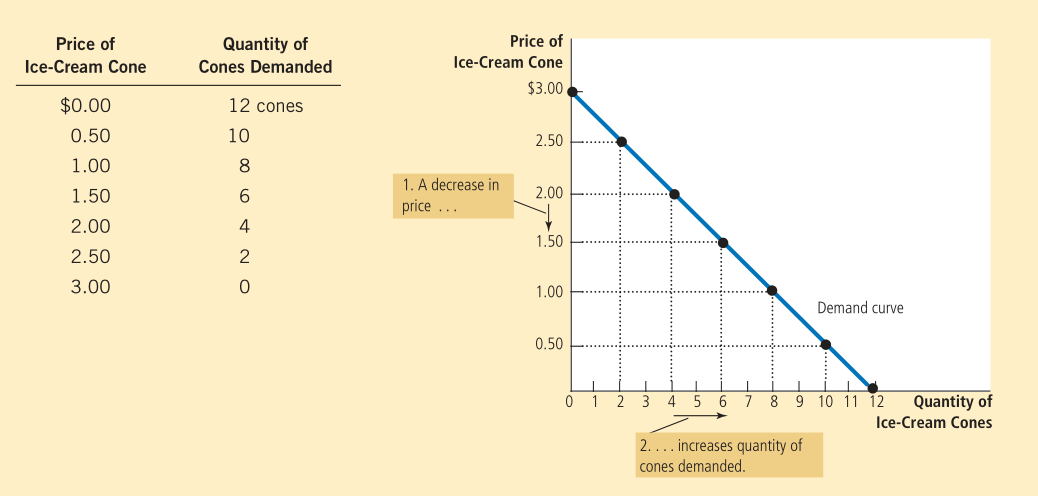 Price of
Ice-Cream Cone
Quantity of
Cones Demanded
$0.00 12 cones
0.50 10
1.00 8
1.50 6
2.00 4
2.50 2
3.00 0
Price of
Ice-Cream Cone
$3.00
2.50
2.00
1.50
1.00
0.50
1. A decrease in
price . . .
Demand curve
0 1 2 3 4 5 6 7 8 9 10 11 12
Quantity of
Ice-Cream Cones
2. . . . increases quantity of
cones demanded.